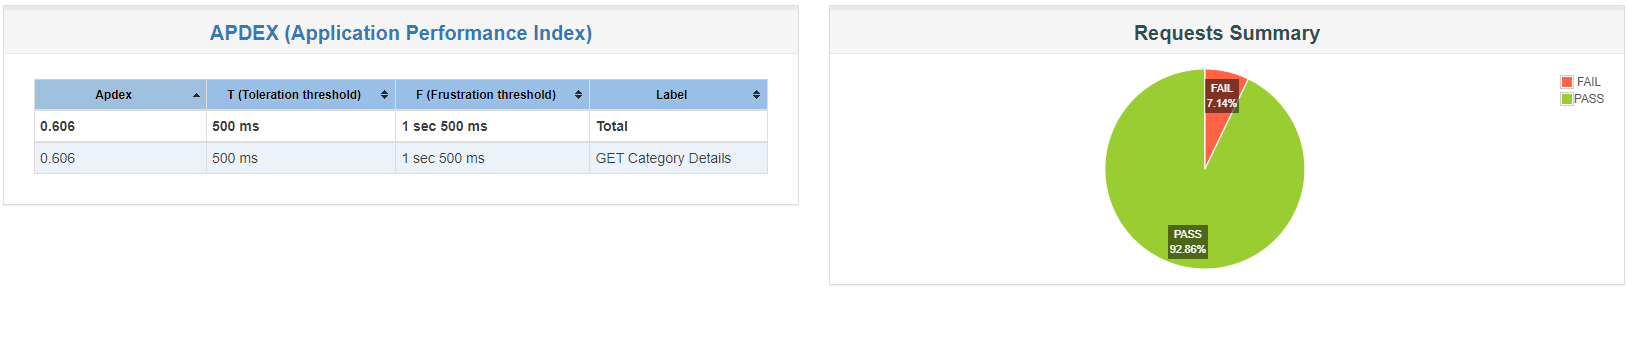 APDEX (Application Performance Index)
Apdex T (Toleration threshold) F (Frustration threshold) Label
0.606 500 ms 1 sec 500 ms Total
0.606 500 ms 1 sec 500 ms GET Category Details
Requests Summary
FAIL
7.14%
PASS
92.86%
FAIL
PASS